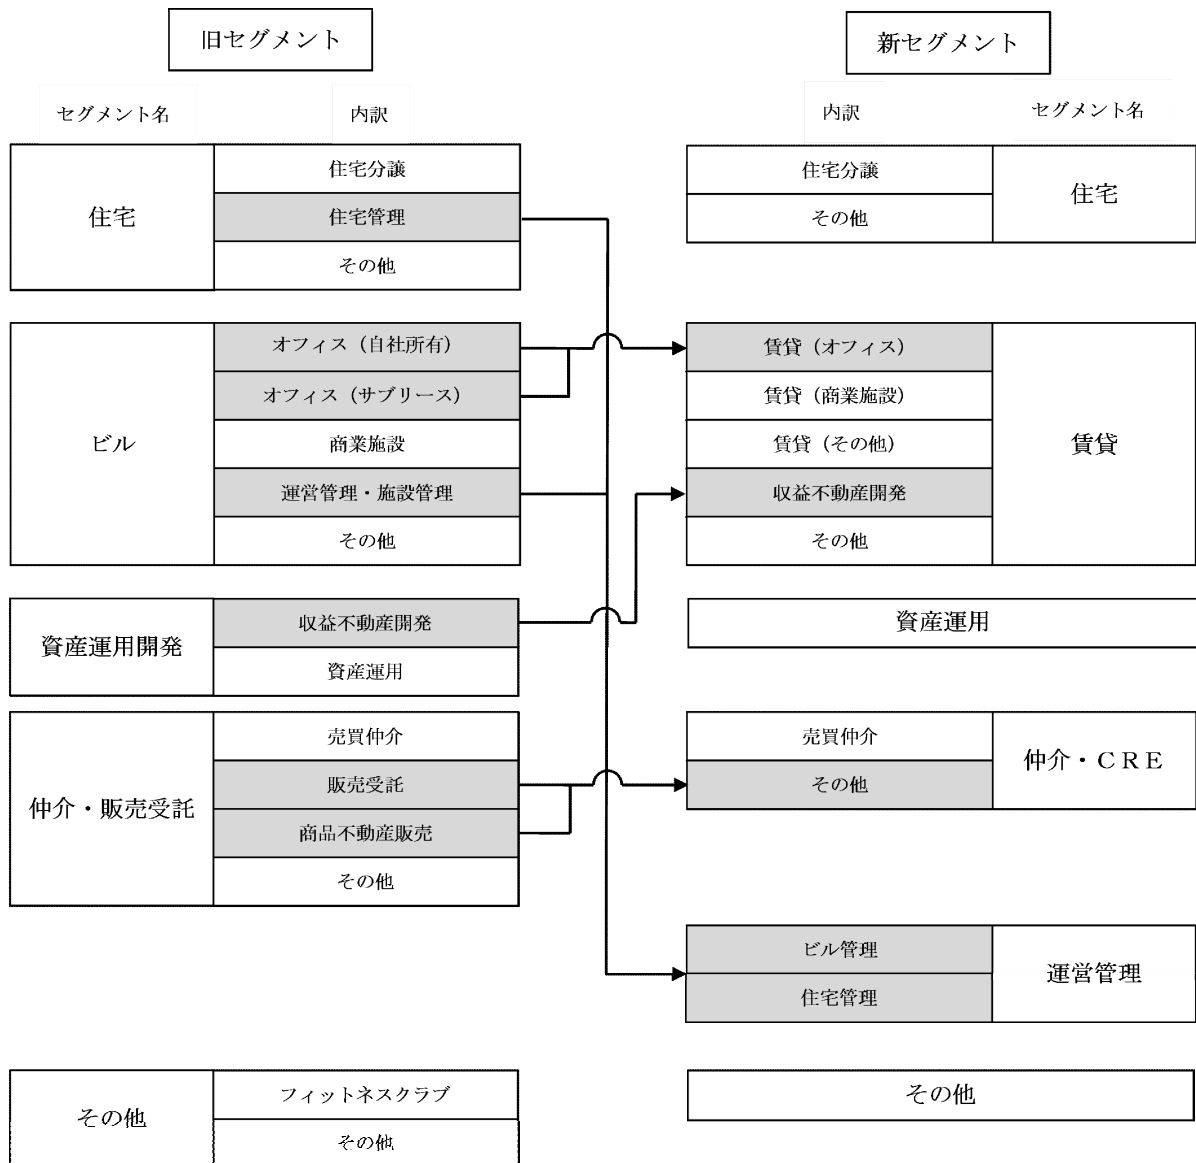 旧セグメント
新セグメント
セグメント名
内訳
内訳
セグメント名
住宅
住宅分譲
住宅管理
その他
住宅分譲
その他
住宅
ビル
オフィス（自社所有）
オフィス（サブリース）
商業施設
運営管理・施設管理
その他
賃貸（オフィス）
賃貸（商業施設）
賃貸（その他）
収益不動産開発
その他
賃貸
資産運用開発
収益不動産開発
資産運用
資産運用
仲介・販売受託
売買仲介
販売受託
商品不動産販売
その他
売買仲介
その他
仲介・ＣＲＥ
ビル管理
住宅管理
運営管理
その他
フィットネスクラブ
その他
その他